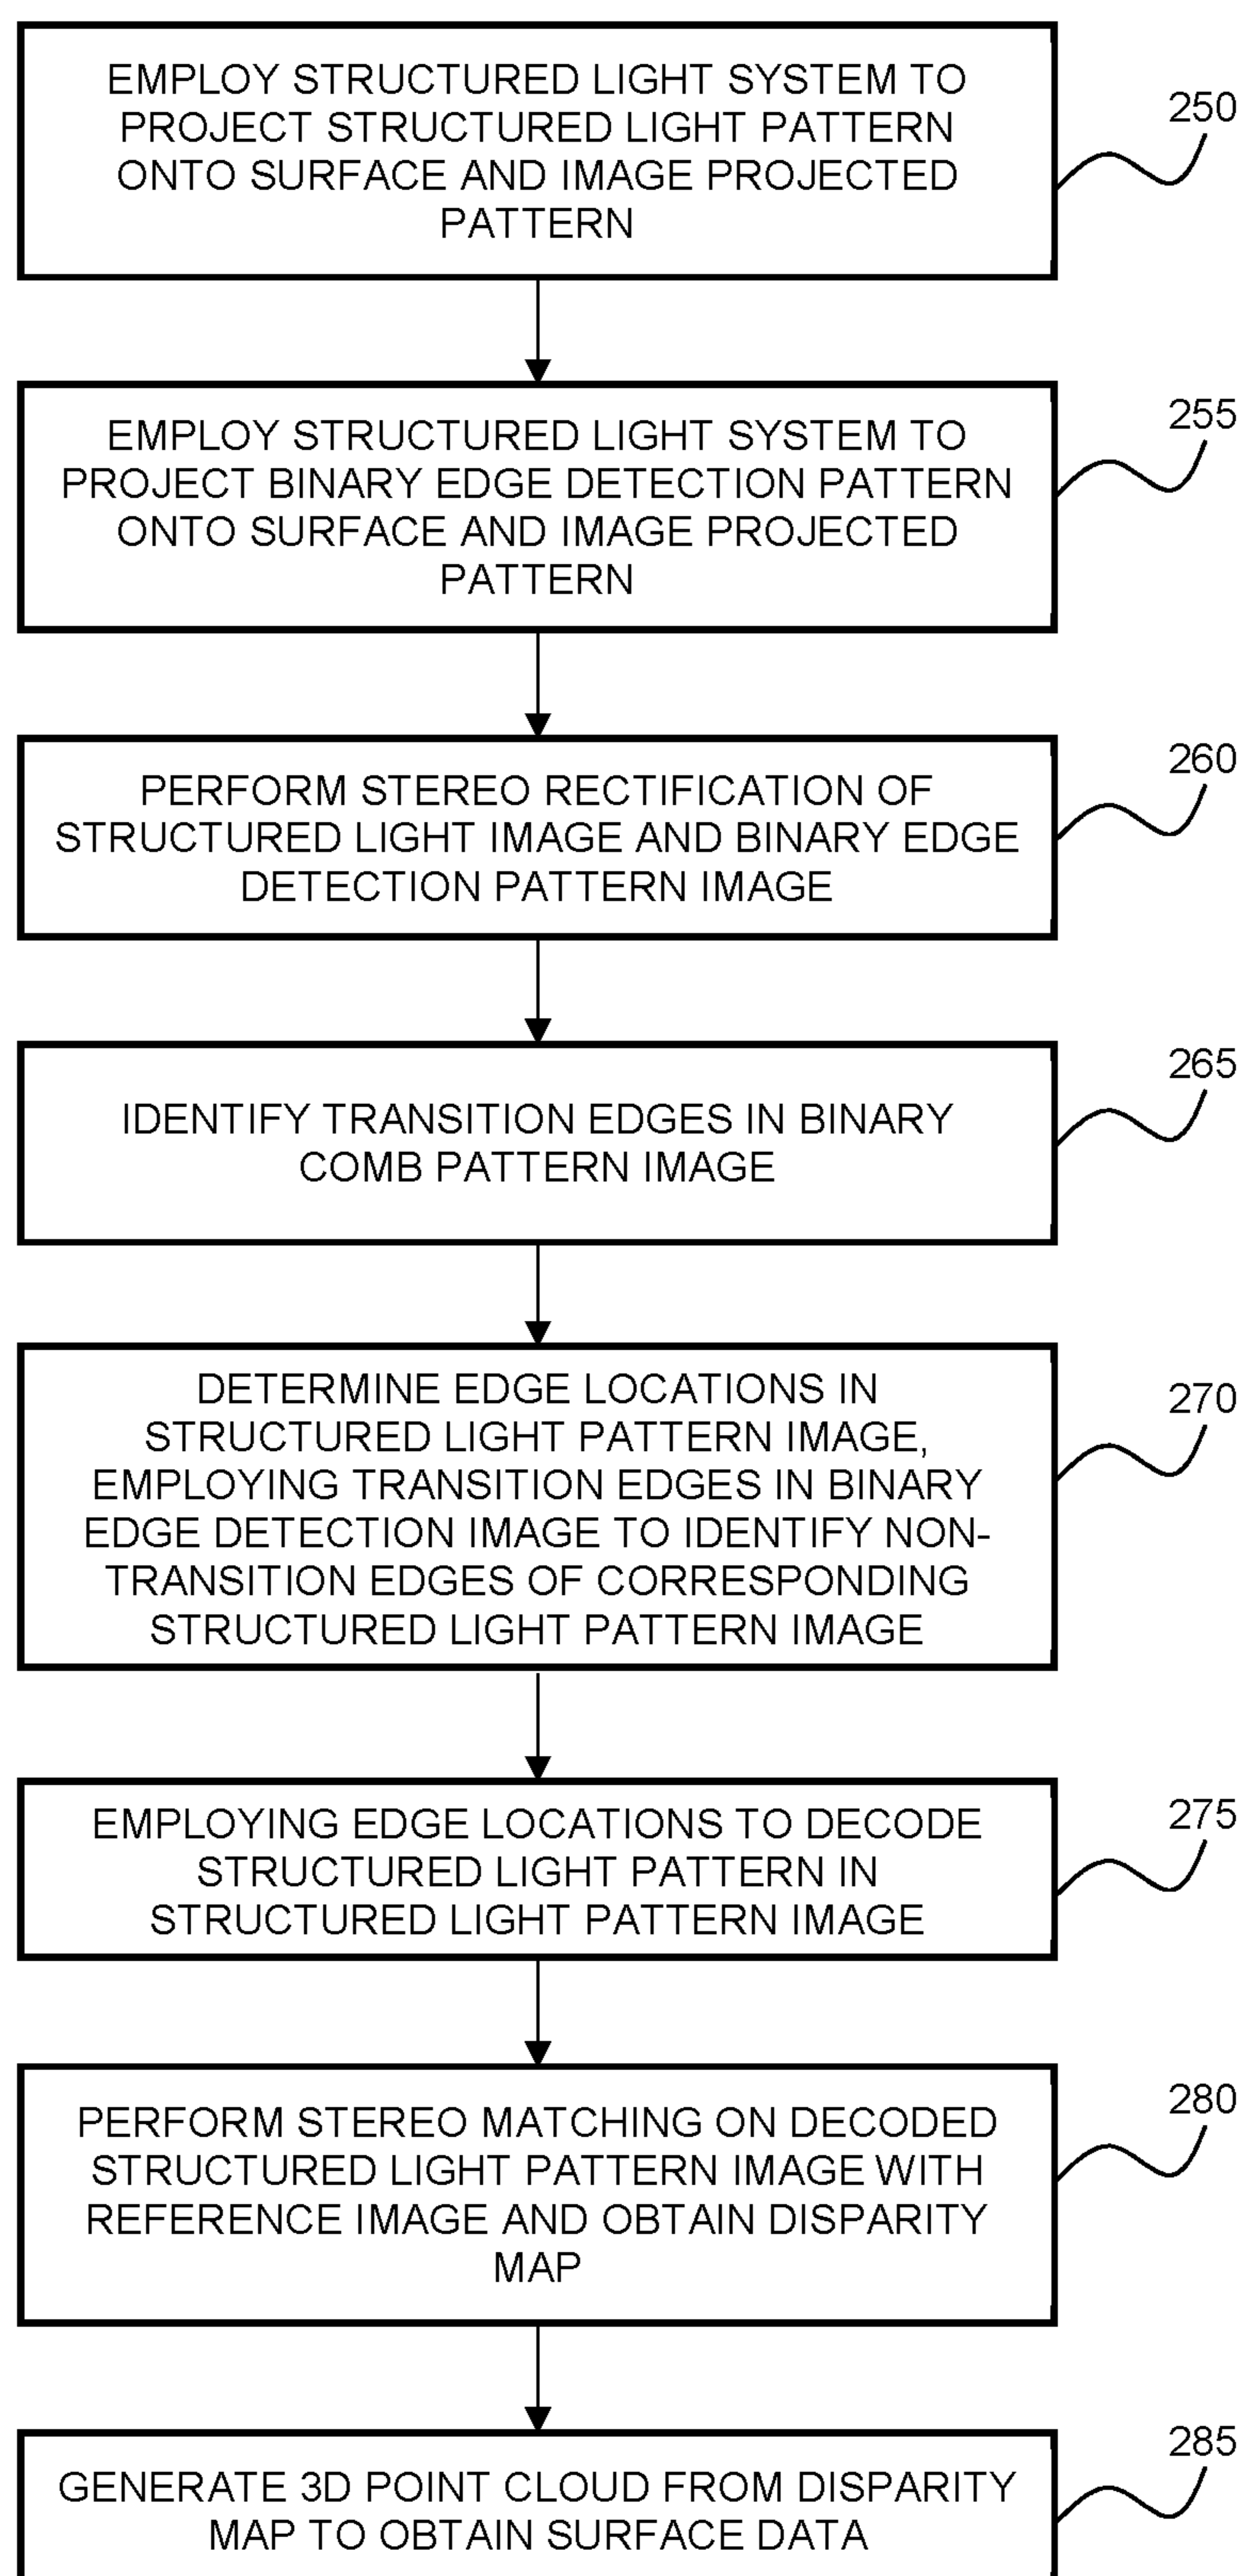 EMPLOY STRUCTURED LIGHT SYSTEM TO
PROJECT STRUCTURED LIGHT PATTERN
ONTO SURFACE AND IMAGE PROJECTED
PATTERN
250
EMPLOY STRUCTURED LIGHT SYSTEM TO
PROJECT BINARY EDGE DETECTION PATTERN
ONTO SURFACE AND IMAGE PROJECTED
PATTERN
255
PERFORM STEREO RECTIFICATION OF
STRUCTURED LIGHT IMAGE AND BINARY EDGE
DETECTION PATTERN IMAGE
260
IDENTIFY TRANSITION EDGES IN BINARY
COMB PATTERN IMAGE
265
DETERMINE EDGE LOCATIONS IN
STRUCTURED LIGHT PATTERN IMAGE,
EMPLOYING TRANSITION EDGES IN BINARY
EDGE DETECTION IMAGE TO IDENTIFY NON-
TRANSITION EDGES OF CORRESPONDING
STRUCTURED LIGHT PATTERN IMAGE
270
EMPLOYING EDGE LOCATIONS TO DECODE
STRUCTURED LIGHT PATTERN IN
STRUCTURED LIGHT PATTERN IMAGE
275
PERFORM STEREO MATCHING ON DECODED
STRUCTURED LIGHT PATTERN IMAGE WITH
REFERENCE IMAGE AND OBTAIN DISPARITY
MAP
280
GENERATE 3D POINT CLOUD FROM DISPARITY
MAP TO OBTAIN SURFACE DATA
285